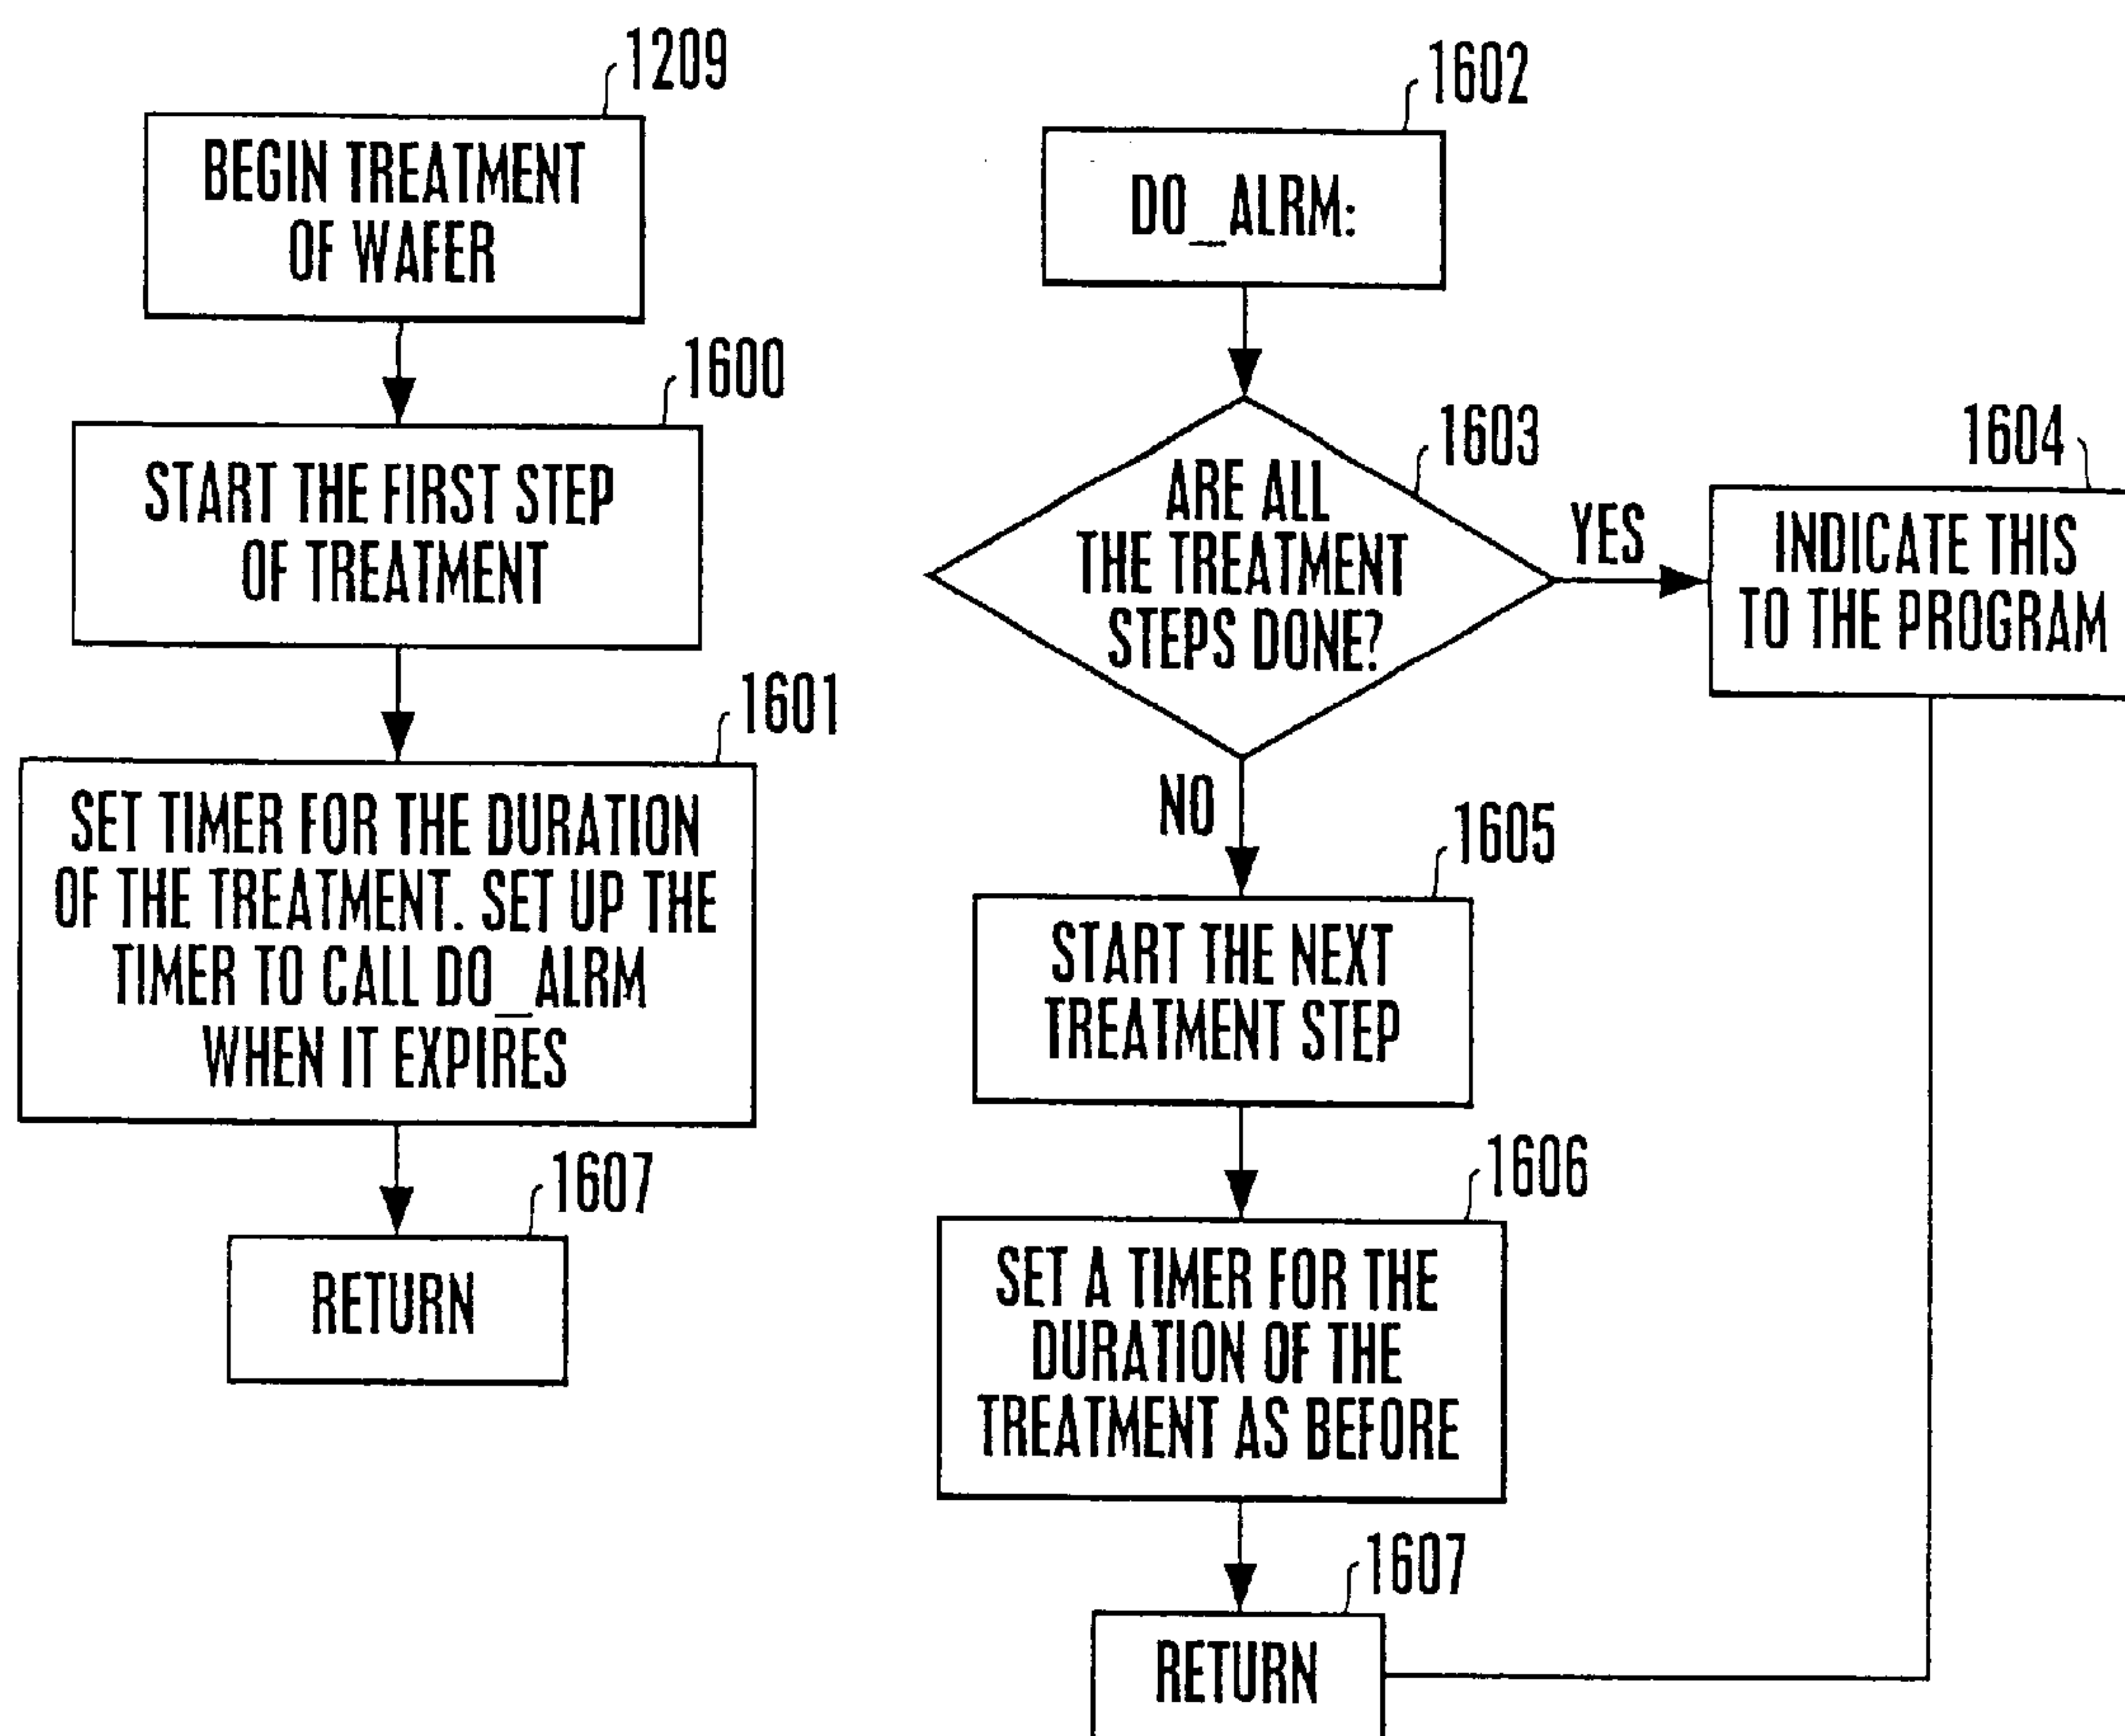 1209
BEGIN TREATMENT
OF WAFER
1600
START THE FIRST STEP
OF TREATMENT
1601
SET TIMER FOR THE DURATION
OF THE TREATMENT. SET UP THE
TIMER TO CALL DO_ALRM
WHEN IT EXPIRES
1607
RETURN
1602
DO_ALRM:
1603
ARE ALL
THE TREATMENT
STEPS DONE?
YES
1604
INDICATE THIS
TO THE PROGRAM
NO
1605
START THE NEXT
TREATMENT STEP
1606
SET A TIMER FOR THE
DURATION OF THE
TREATMENT AS BEFORE
1607
RETURN